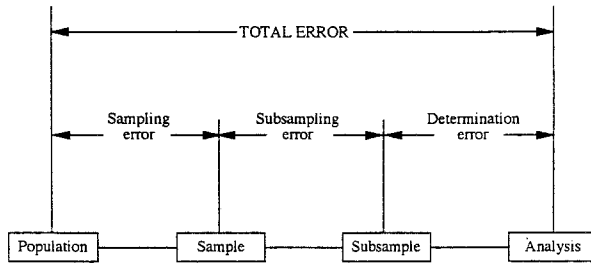 TOTAL ERROR
Sampling
error
Subsampling
error
Determination
error
Population
Sample
Subsample
Analysis